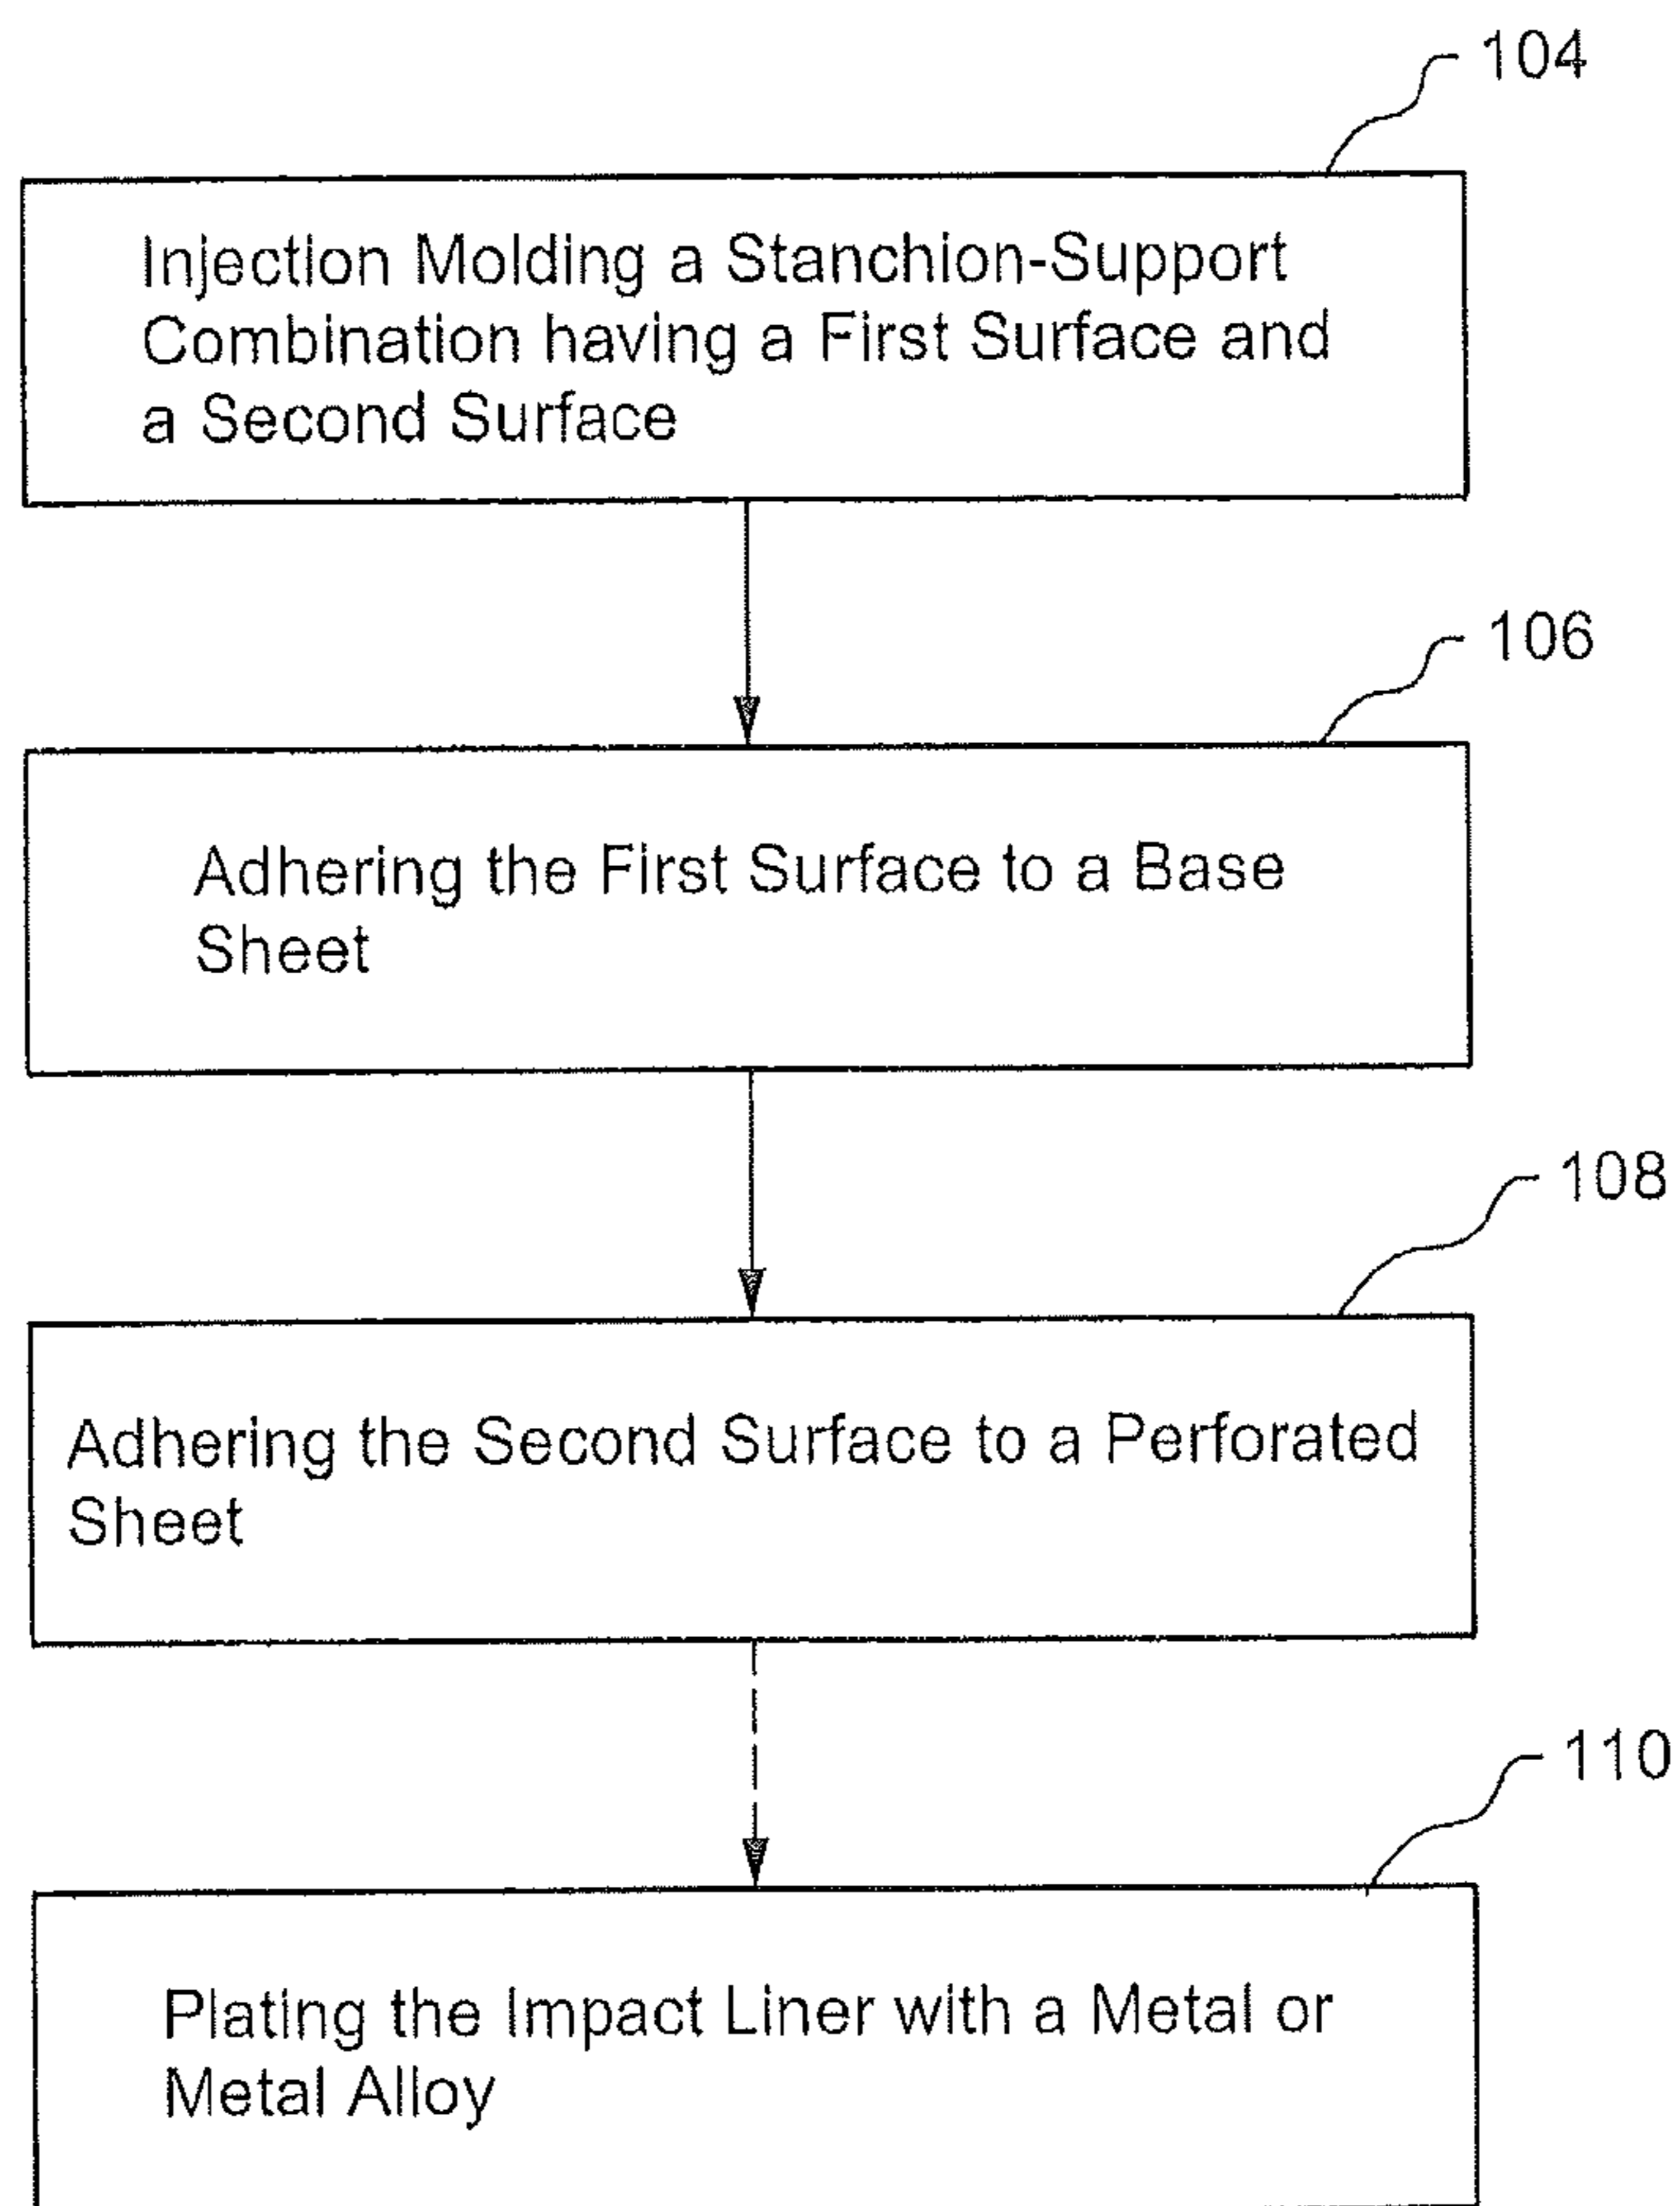 104
Injection Molding a Stanchion-Support
Combination having a First Surface and
a Second Surface
106
Adhering the First Surface to a Base
Sheet
108
Adhering the Second Surface to a Perforated
Sheet
110
Plating the Impact Liner with a Metal or
Metal Alloy